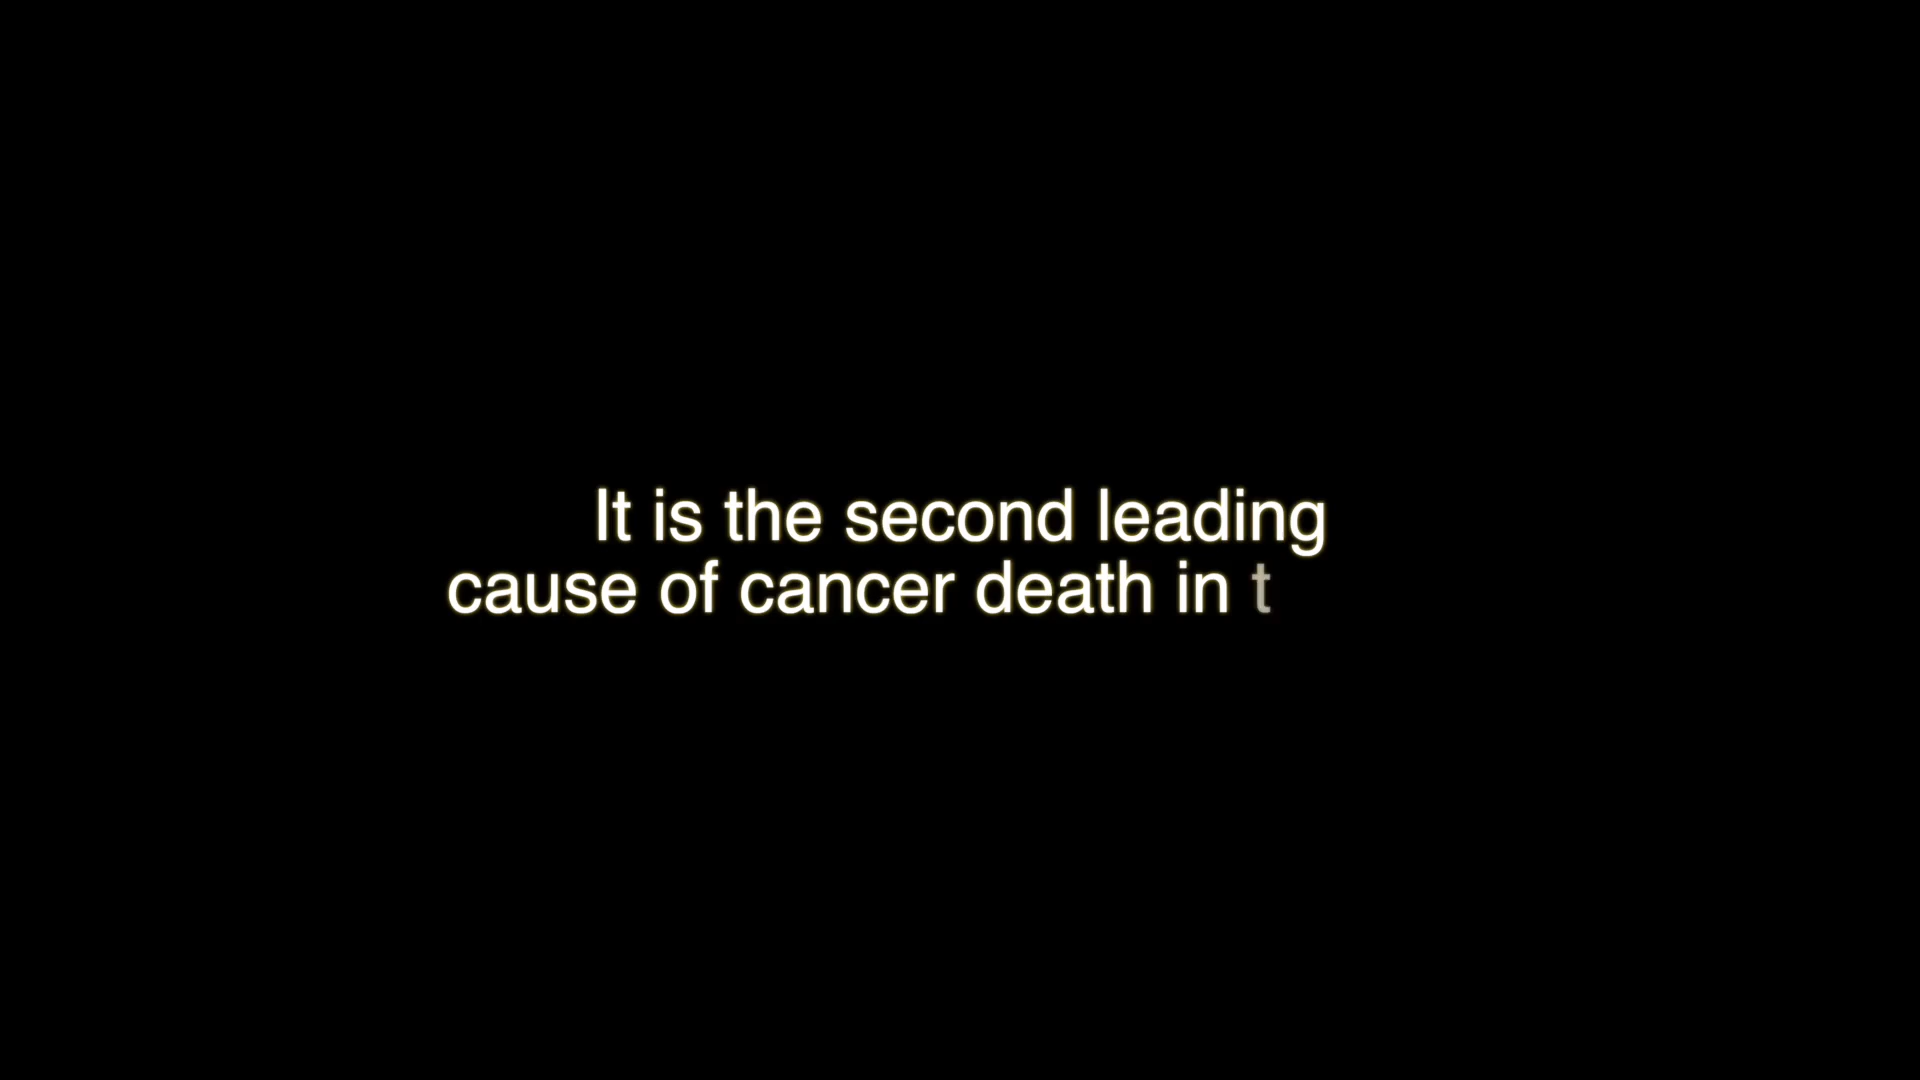 It is the second leading
cause of cancer death in t